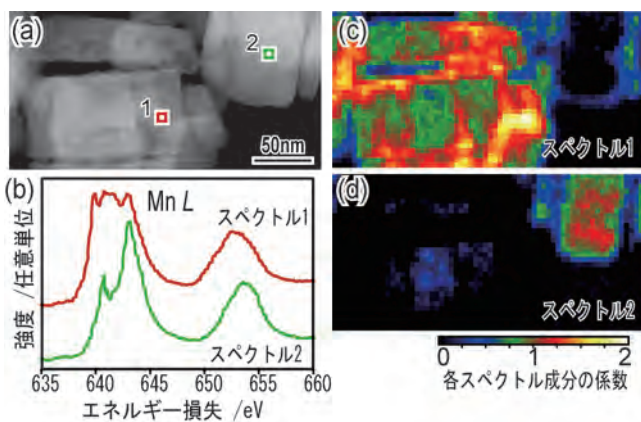 (a)
2
1
50nm
(b)
Mn L
スペクトル1
スペクトル2
強度 /任意単位
635 640 645 650 655 660
エネルギー損失 /eV
(c)
スペクトル1
(d)
スペクトル2
0 1 2
各スペクトル成分の係数